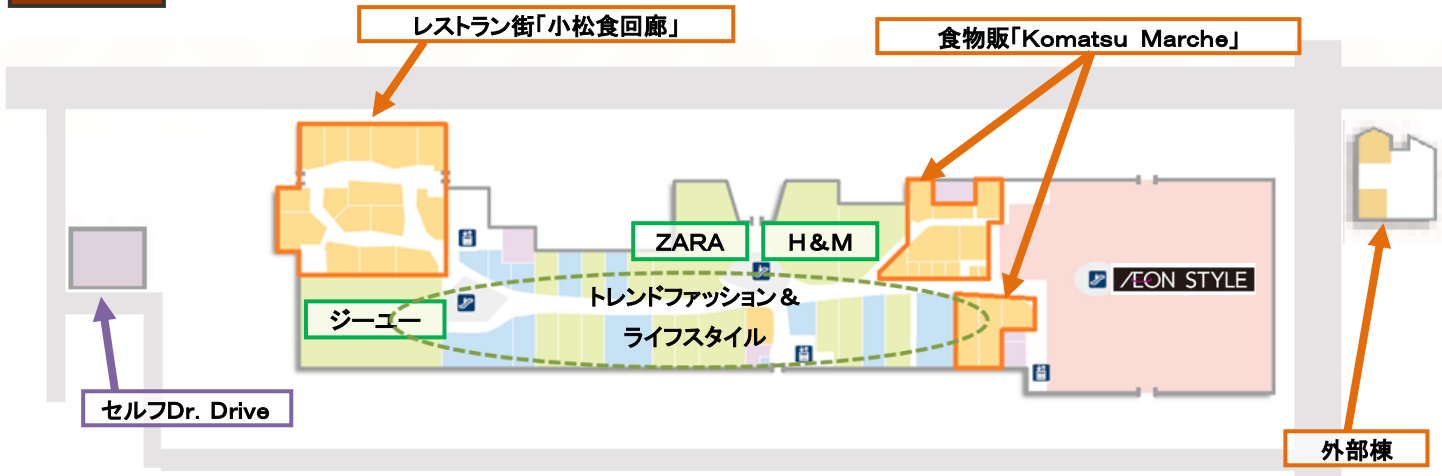 レストラン街「小松食回廊」
食物販「Komatsu Marche」
ZARA
H&M
ÆON STYLE
トレンドファッション&
ライフスタイル
ジーユー
セルフDr. Drive
外部棟